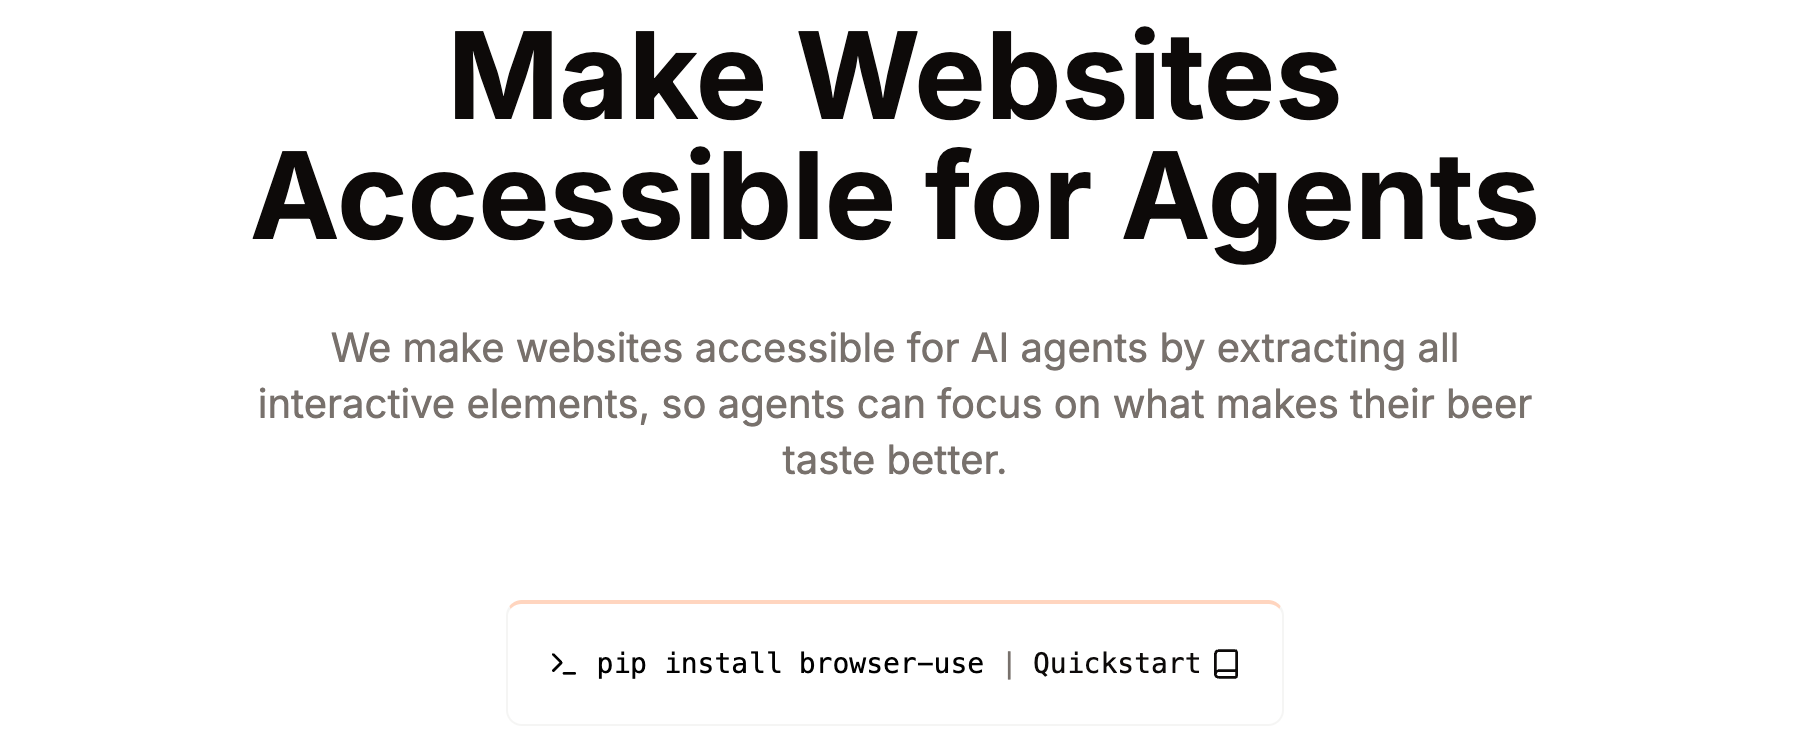 Make Websites
Accessible for Agents
We make websites accessible for AI agents by extracting all
interactive elements, so agents can focus on what makes their beer
taste better.
>_ pip install browser-use | Quickstart